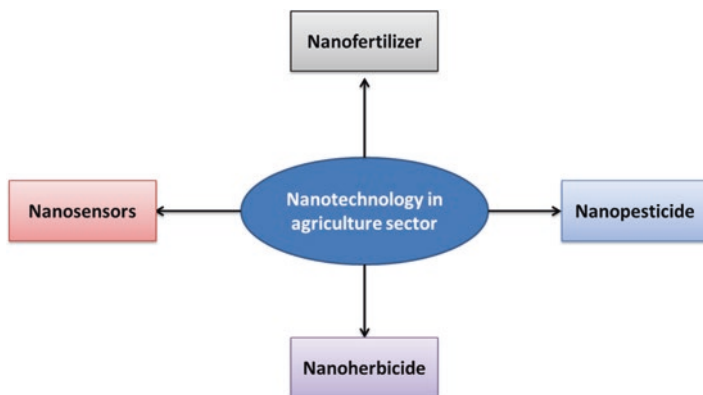 Nanofertilizer
Nanosensors
Nanotechnology in
agriculture sector
Nanopesticide
Nanoherbicide